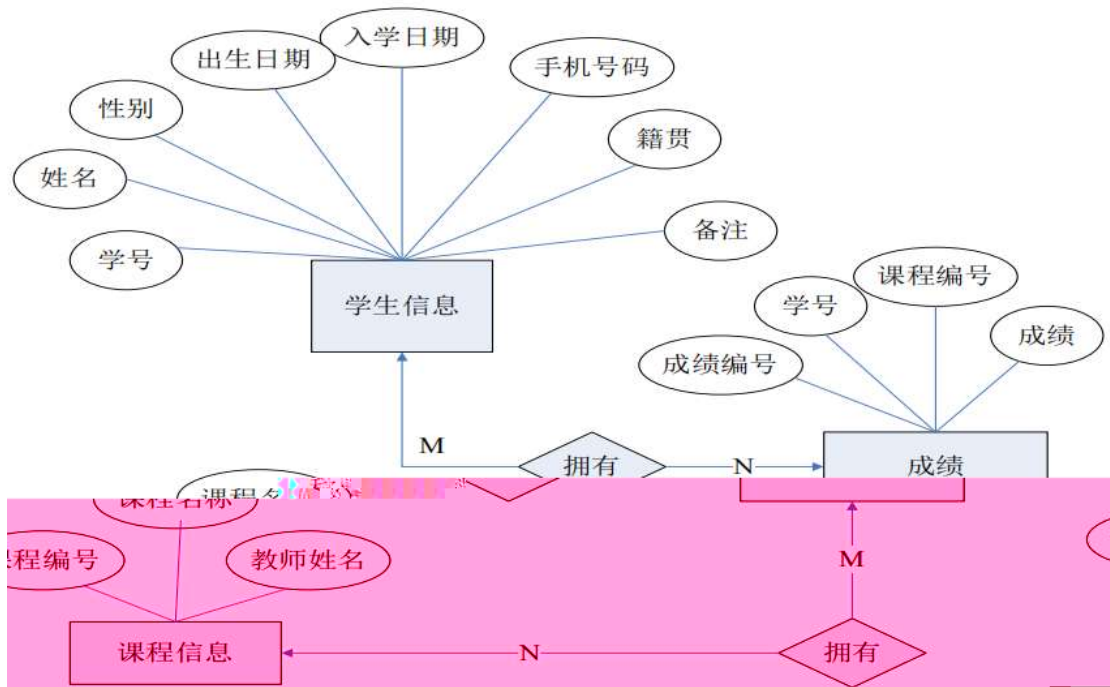 入学日期
出生日期
手机号码
性别
籍贯
姓名
备注
学号
课程编号
学生信息
学号
成绩
成绩编号
M
拥有
N
成绩
课程名称
程编号
教师姓名
M
课程信息
N
拥有